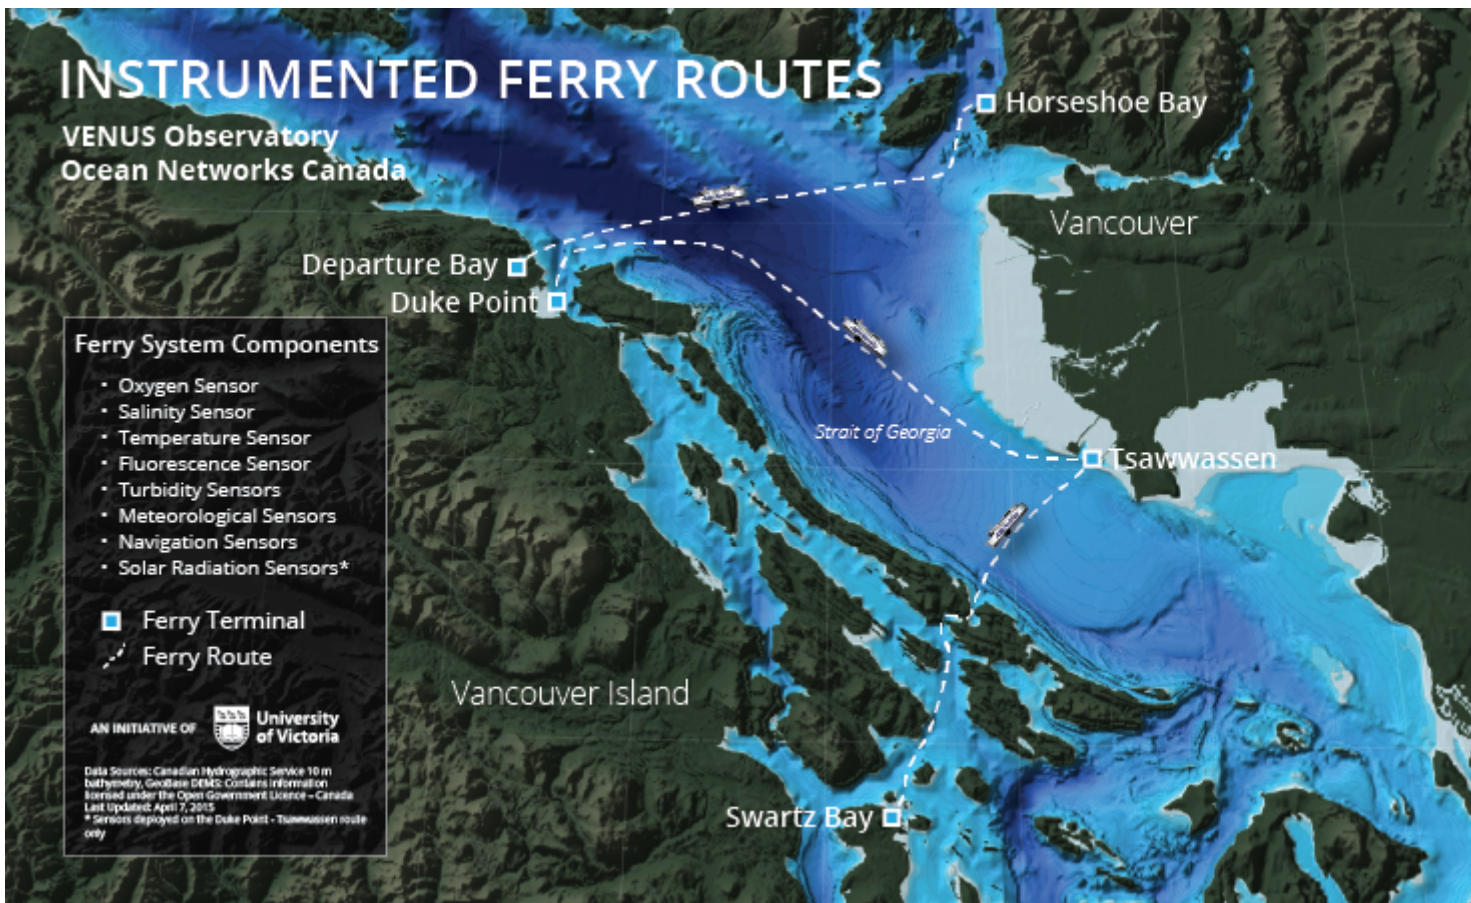 INSTRUMENTED FERRY ROUTES
VENUS Observatory
Ocean Networks Canada
Horseshoe Bay
Vancouver
Departure Bay
Duke Point
Strait of Georgia
Tsawwassen
Vancouver Island
Swartz Bay
Ferry System Components
• Oxygen Sensor
• Salinity Sensor
• Temperature Sensor
• Fluorescence Sensor
• Turbidity Sensors
• Meteorological Sensors
• Navigation Sensors
• Solar Radiation Sensors*
Ferry Terminal
Ferry Route
AN INITIATIVE OF
University
of Victoria
Data Sources: Canadian Hydrographic Service 10 m
bathymetry, GeoBase DEMS: Contains information
licensed under the Open Government Licence – Canada
Last Updated: April 7, 2015
* Sensors deployed on the Duke Point - Tsawwassen route
only